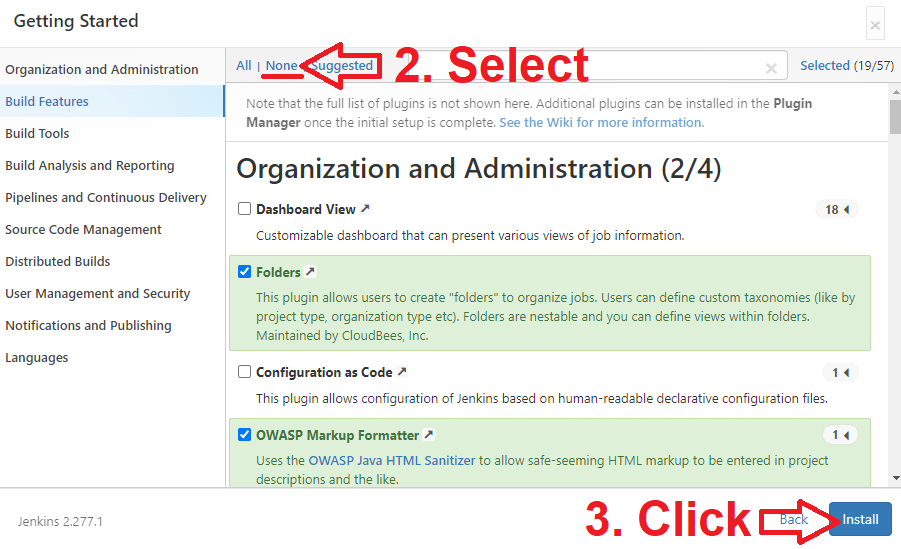 Getting Started
×
Organization and Administration
Build Features
Build Tools
Build Analysis and Reporting
Pipelines and Continuous Delivery
Source Code Management
Distributed Builds
User Management and Security
Notifications and Publishing
Languages
All | None Suggested
2. Select
×
Selected (19/57)
Note that the full list of plugins is not shown here. Additional plugins can be installed in the Plugin
Manager once the initial setup is complete. See the Wiki for more information.
Organization and Administration (2/4)
Dashboard View
18
Customizable dashboard that can present various views of job information.
Folders
This plugin allows users to create "folders" to organize jobs. Users can define custom taxonomies (like by
project type, organization type etc). Folders are nestable and you can define views within folders.
Maintained by CloudBees, Inc.
Configuration as Code
1
This plugin allows configuration of Jenkins based on human-readable declarative configuration files.
OWASP Markup Formatter
1
Uses the OWASP Java HTML Sanitizer to allow safe-seeming HTML markup to be entered in project
descriptions and the like.
Jenkins 2.277.1
3. Click
Back
Install